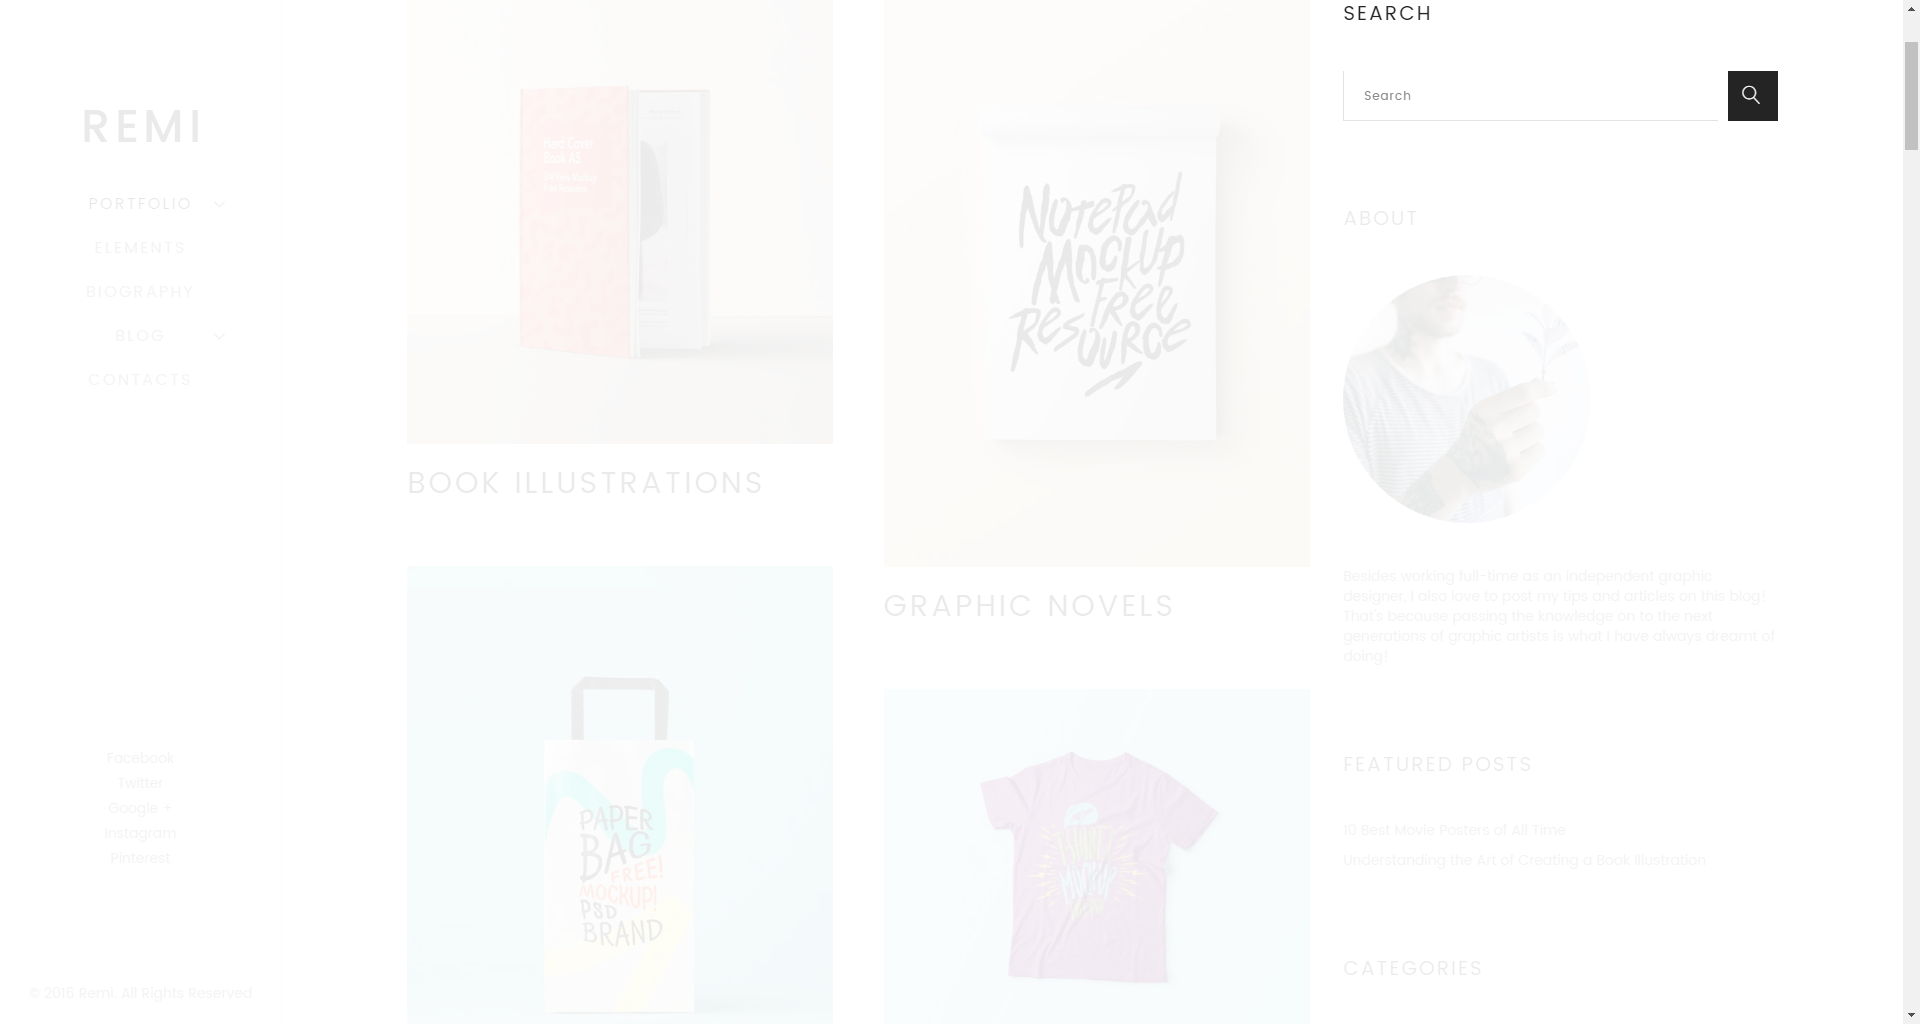 REMI
PORTFOLIO
ELEMENTS
BIOGRAPHY
BLOG
CONTACTS
Facebook
Twitter
Google +
Instagram
Pinterest
© 2016 Remi. All Rights Reserved
Hard Cover
Book A5
BOOK ILLUSTRATIONS
PAPER
BAG
FREE!
MOCKUP!
PSD
BRAND
NOTEPAD
MOCKUP
FREE
RESOURCE
GRAPHIC NOVELS
SEARCH
Search
ABOUT
Besides working full-time as an independent graphic
designer, I also love to post my tips and articles on this blog!
That's because passing the knowledge on to the next
generations of graphic artists is what I have always dreamt of
doing!
FEATURED POSTS
10 Best Movie Posters of All Time
Understanding the Art of Creating a Book Illustration
CATEGORIES